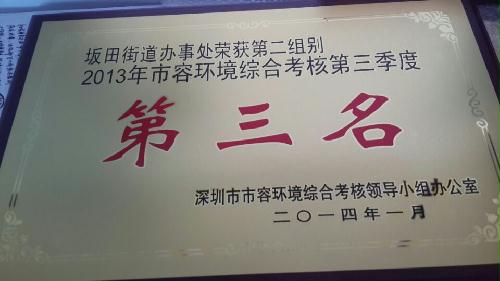 坂田街道办事处荣获第二组别
2013年市容环境综合考核第三季度
第三名
深圳市市容环境综合考核领导小组办公室
二〇一四年一月